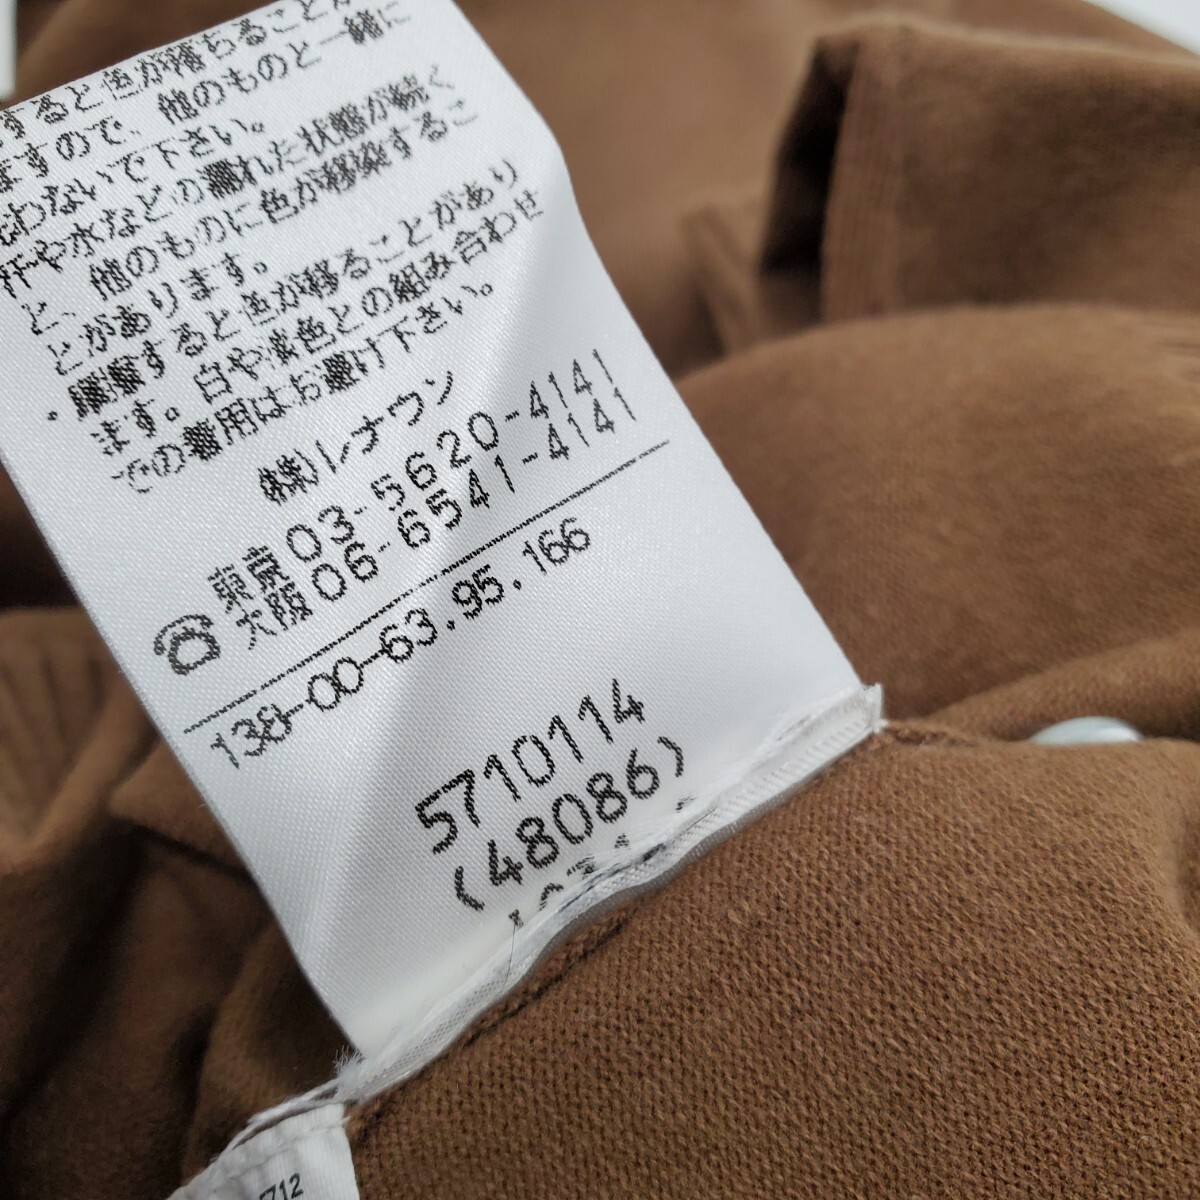 すると色が落ちることが
ますので、他のものと一緒に
わないで下さい。
汗や水などの濡れた状態が続く
と、他のものに色が移染するこ
とがあります。
・摩擦すると色が移ることがあり
ます。白や淡色との組み合わせ
での着用はお避け下さい。
㈱レナウン
☎ 東京 03-5620-4141
大阪 06-6541-4141
138-00-63.95.166
5710114
(48086)
712